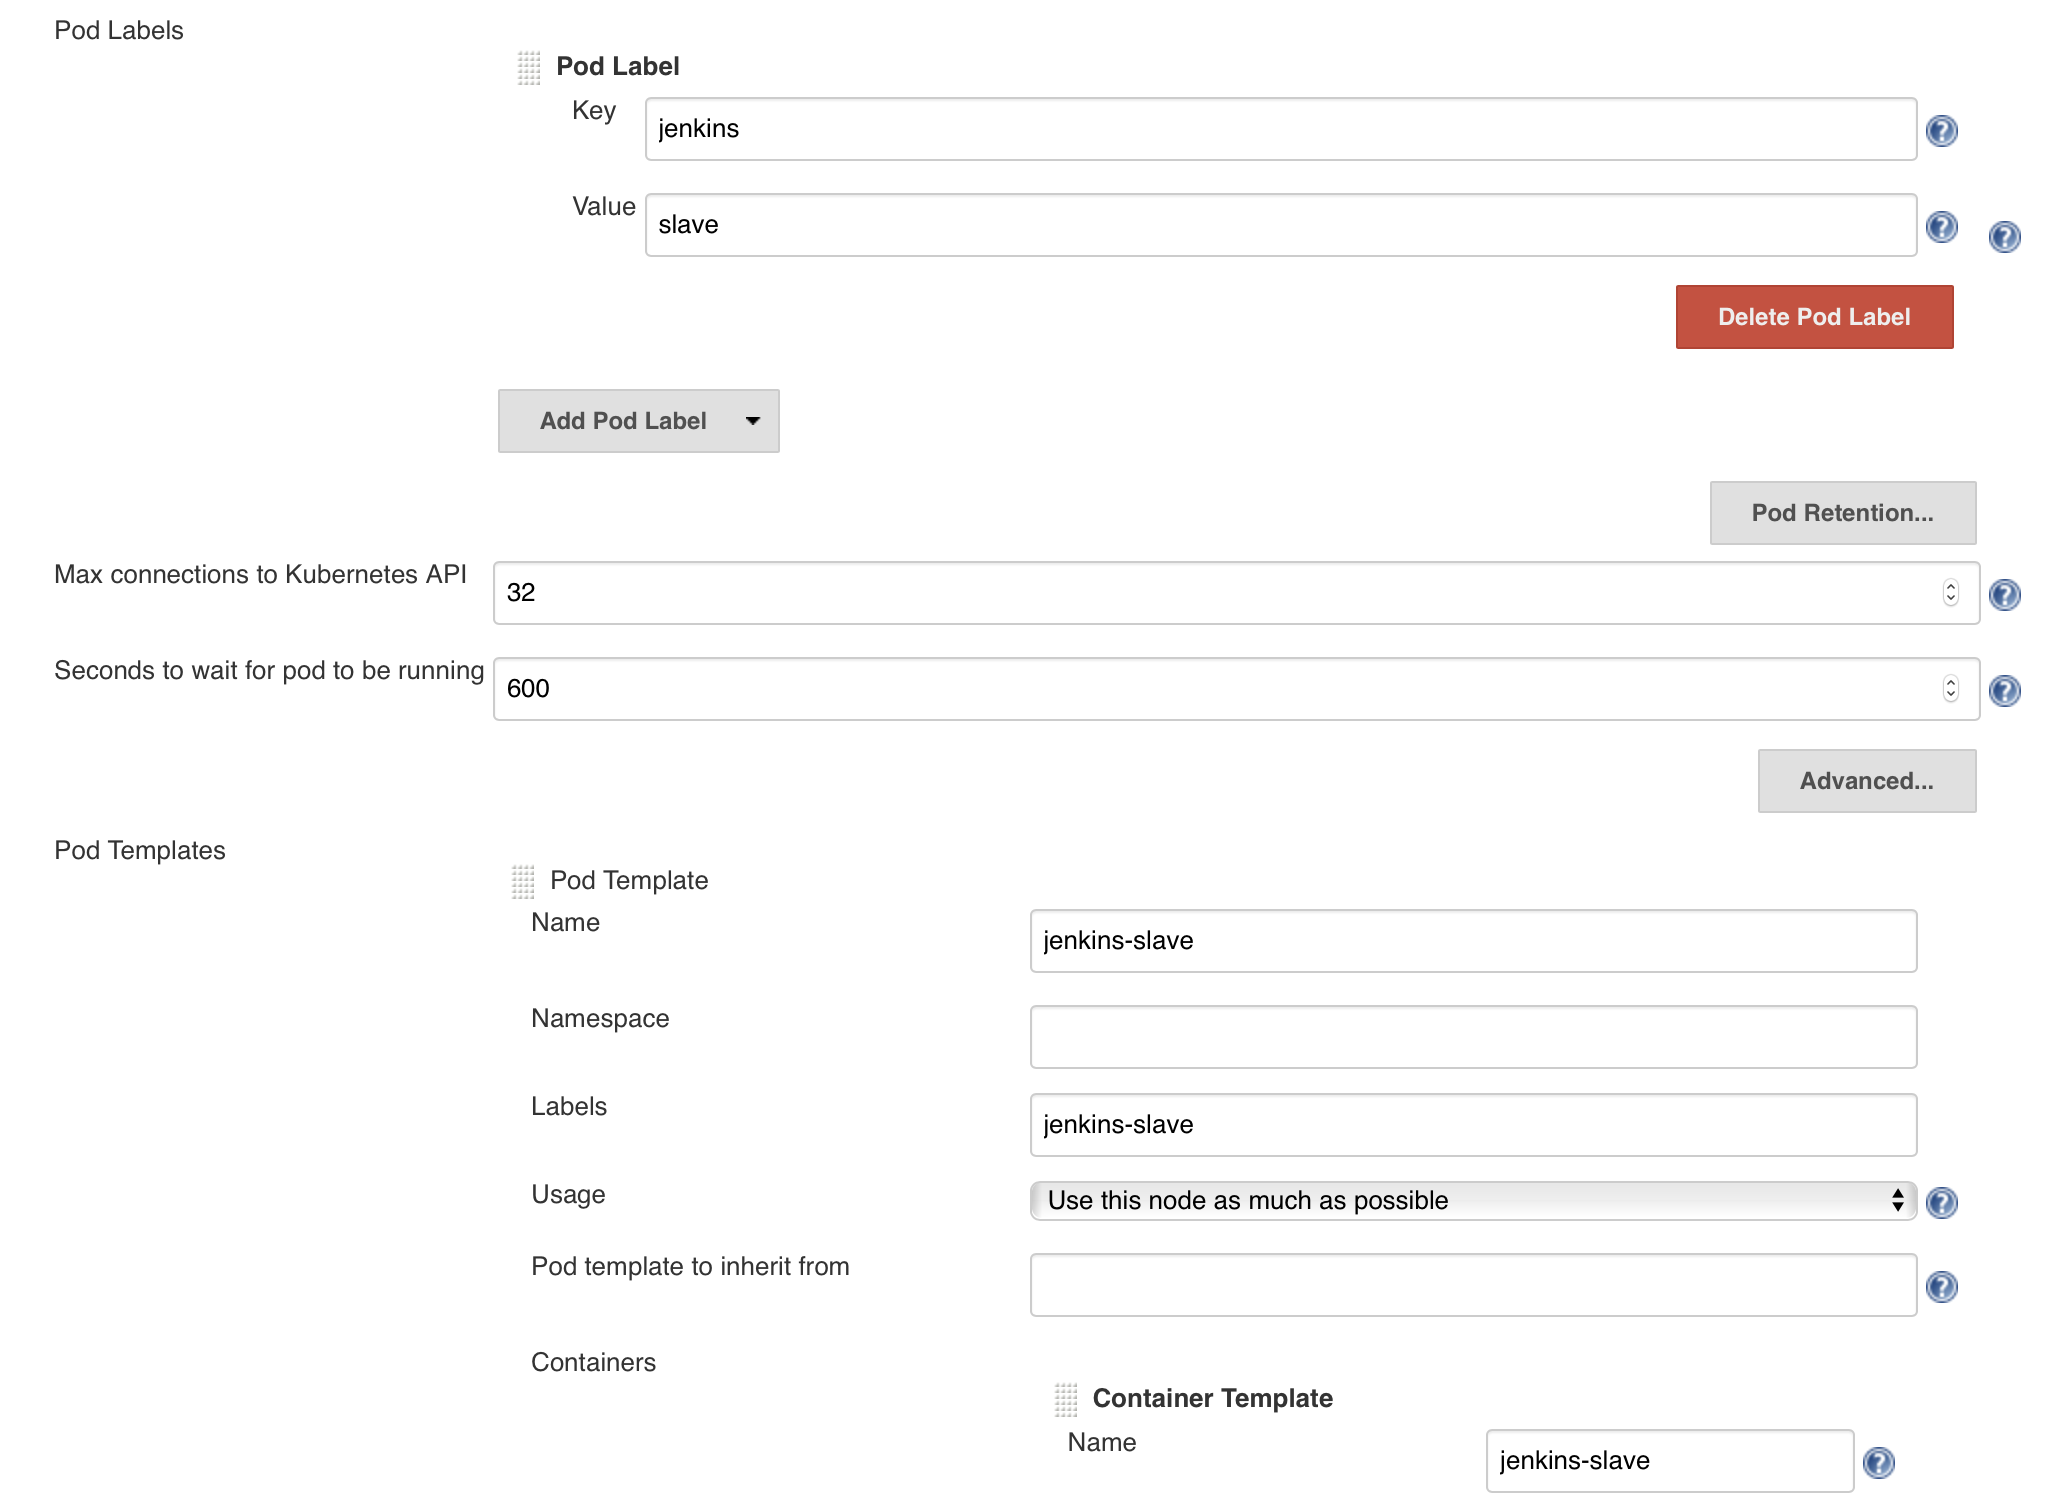 Pod Labels
Pod Label
Key
jenkins
Value
slave
Delete Pod Label
Add Pod Label
Pod Retention...
Max connections to Kubernetes API
32
Seconds to wait for pod to be running
600
Advanced...
Pod Templates
Pod Template
Name
jenkins-slave
Namespace
Labels
jenkins-slave
Usage
Use this node as much as possible
Pod template to inherit from
Containers
Container Template
Name
jenkins-slave